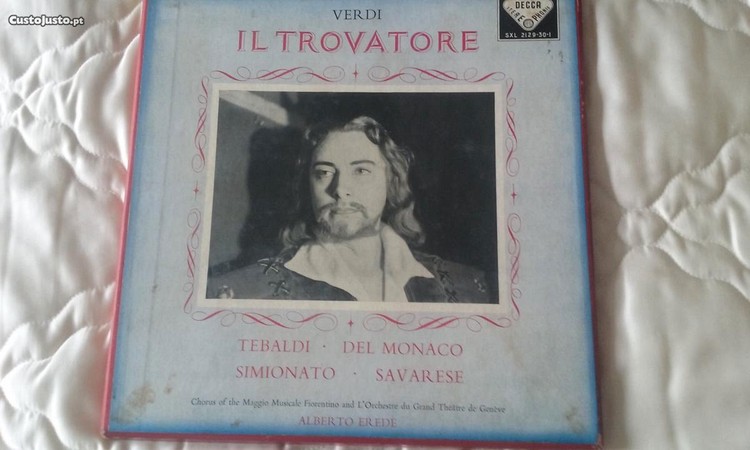 CustoJusto.pt
VERDI
IL TROVATORE
DECCA
STEREOPHONIC
SXL 2129-30-1
TEBALDI · DEL MONACO
SIMIONATO · SAVARESE
Chorus of the Maggio Musicale Fiorentino and L'Orchestre du Grand Théâtre de Genève
ALBERTO EREDE